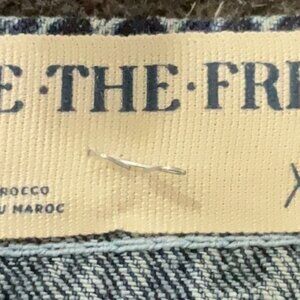 E·THE·FRE
ROCCO
U MAROC
X